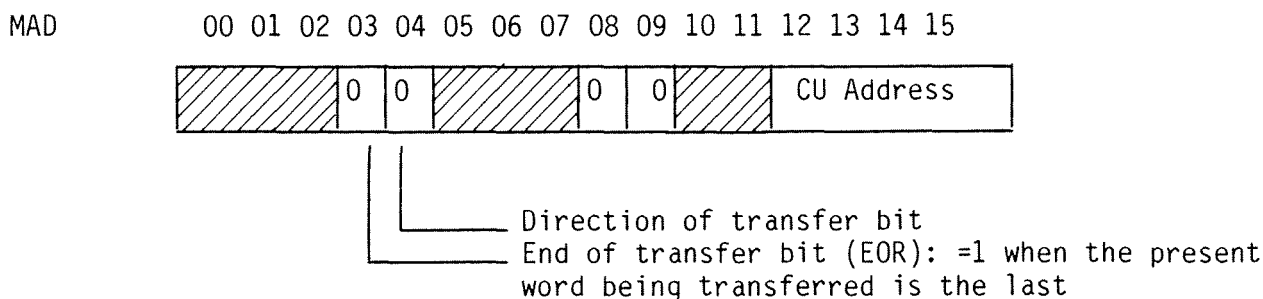 MAD 00 01 02 03 04 05 06 07 08 09 10 11 12 13 14 15
0 0 0 0 CU Address
Direction of transfer bit
End of transfer bit (EOR): =1 when the present
word being transferred is the last